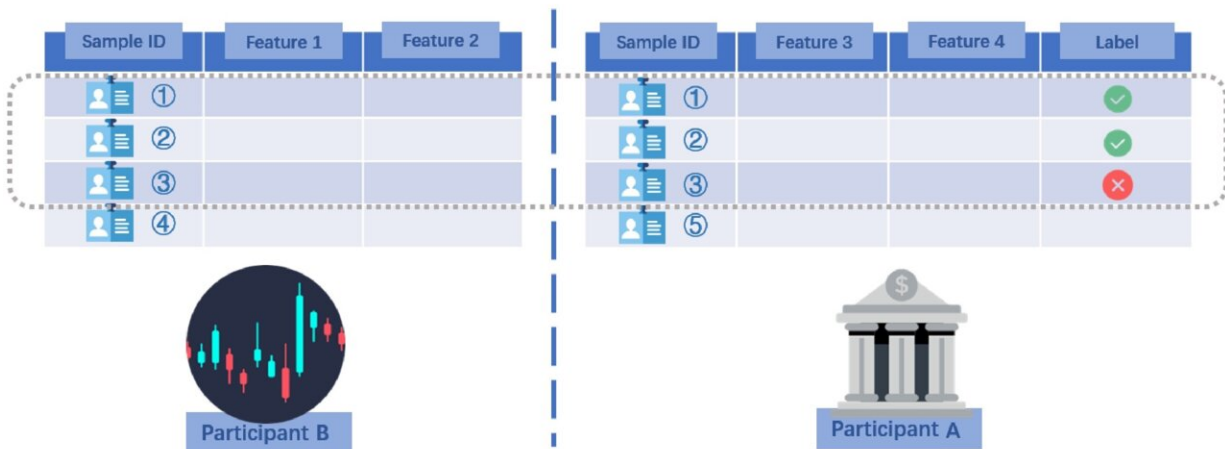 Sample ID Feature 1 Feature 2 Sample ID Feature 3 Feature 4 Label
① ①
② ②
③ ③
④ ⑤
$
Participant B Participant A